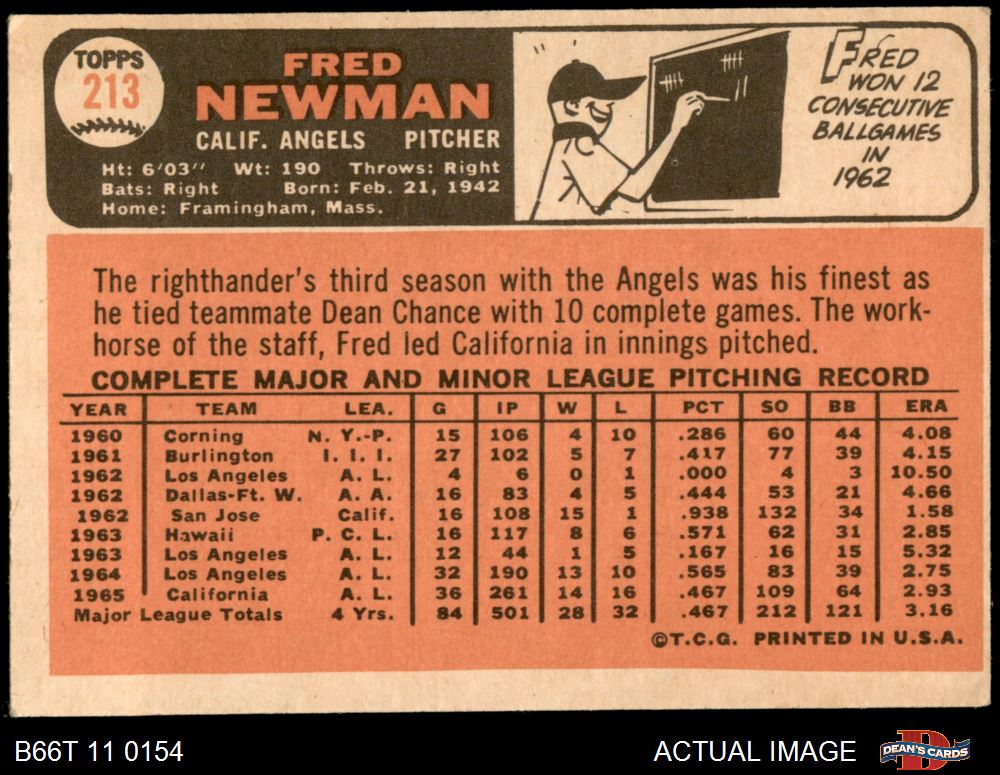 TOPPS
213
FRED
NEWMAN
CALIF. ANGELS PITCHER
Ht: 6'03" Wt: 190 Throws: Right
Bats: Right Born: Feb. 21, 1942
Home: Framingham, Mass.
FRED
WON 12
CONSECUTIVE
BALLGAMES
IN
1962
The righthander's third season with the Angels was his finest as
he tied teammate Dean Chance with 10 complete games. The work-
horse of the staff, Fred led California in innings pitched.
COMPLETE MAJOR AND MINOR LEAGUE PITCHING RECORD
YEAR TEAM LEA. G IP W L PCT SO BB ERA
1960 Corning N. Y.-P. 15 106 4 10 .286 60 44 4.08
1961 Burlington I. I. I. 27 102 5 7 .417 77 39 4.15
1962 Los Angeles A. L. 4 6 0 1 .000 4 3 10.50
1962 Dallas-Ft. W. A. A. 16 83 4 5 .444 53 21 4.66
1962 San Jose Calif. 16 108 15 1 .938 132 34 1.58
1963 Hawaii P. C. L. 16 117 8 6 .571 62 31 2.85
1963 Los Angeles A. L. 12 44 1 5 .167 16 15 5.32
1964 Los Angeles A. L. 32 190 13 10 .565 83 39 2.75
1965 California A. L. 36 261 14 16 .467 109 64 2.93
Major League Totals 4 Yrs. 84 501 28 32 .467 212 121 3.16
©T.C.G. PRINTED IN U.S.A.
B66T 11 0154
ACTUAL IMAGE
DEAN'S CARDS